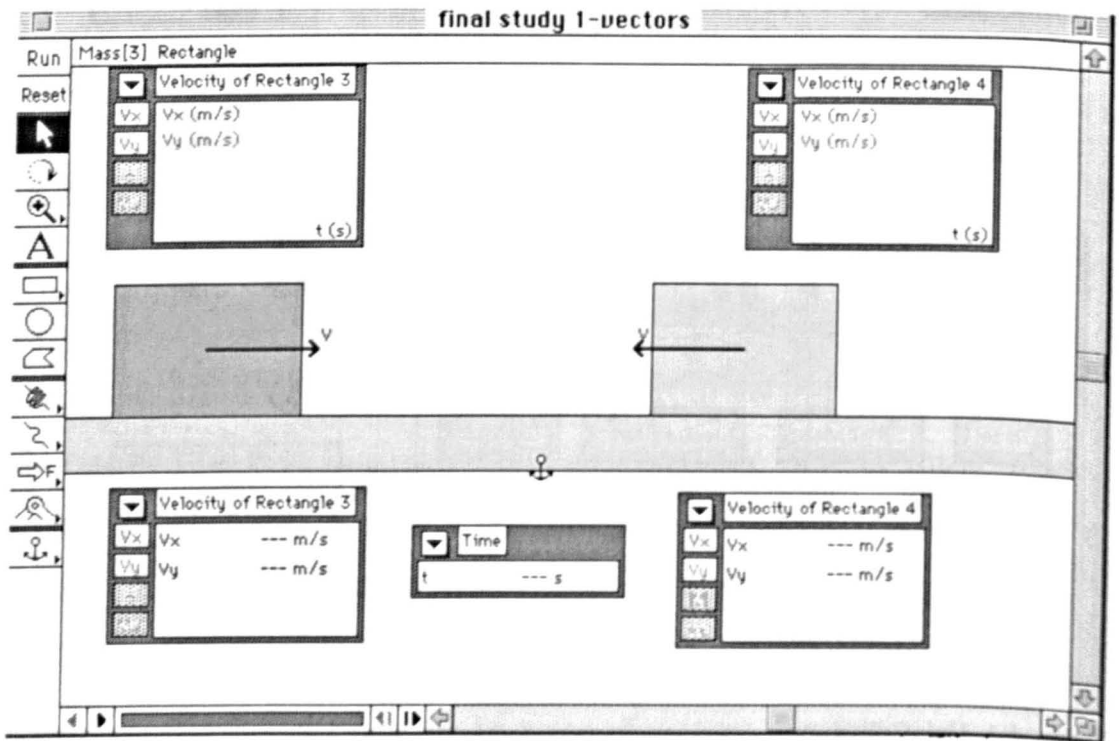 final study 1-vectors
Run
Mass[3] Rectangle
Reset
Velocity of Rectangle 3
Vx
Vx (m/s)
Vy
Vy (m/s)
t (s)
Velocity of Rectangle 4
Vx
Vx (m/s)
Vy
Vy (m/s)
t (s)
A
F
V
V
Velocity of Rectangle 3
Vx
Vx --- m/s
Vy
Vy --- m/s
Time
t --- s
Velocity of Rectangle 4
Vx
Vx --- m/s
Vy
Vy --- m/s